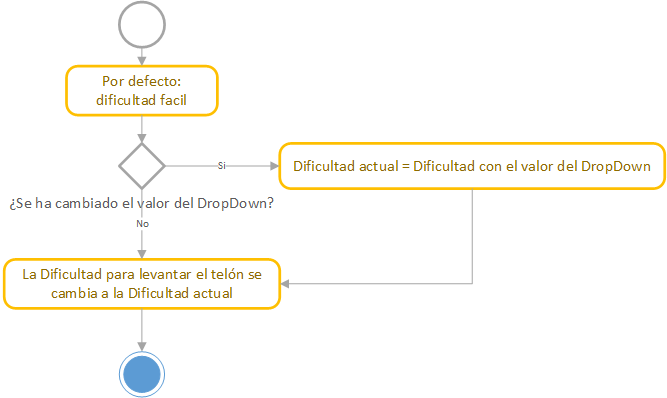 Por defecto:
dificultad facil
Si
Dificultad actual = Dificultad con el valor del DropDown
¿Se ha cambiado el valor del DropDown?
No
La Dificultad para levantar el telón se
cambia a la Dificultad actual